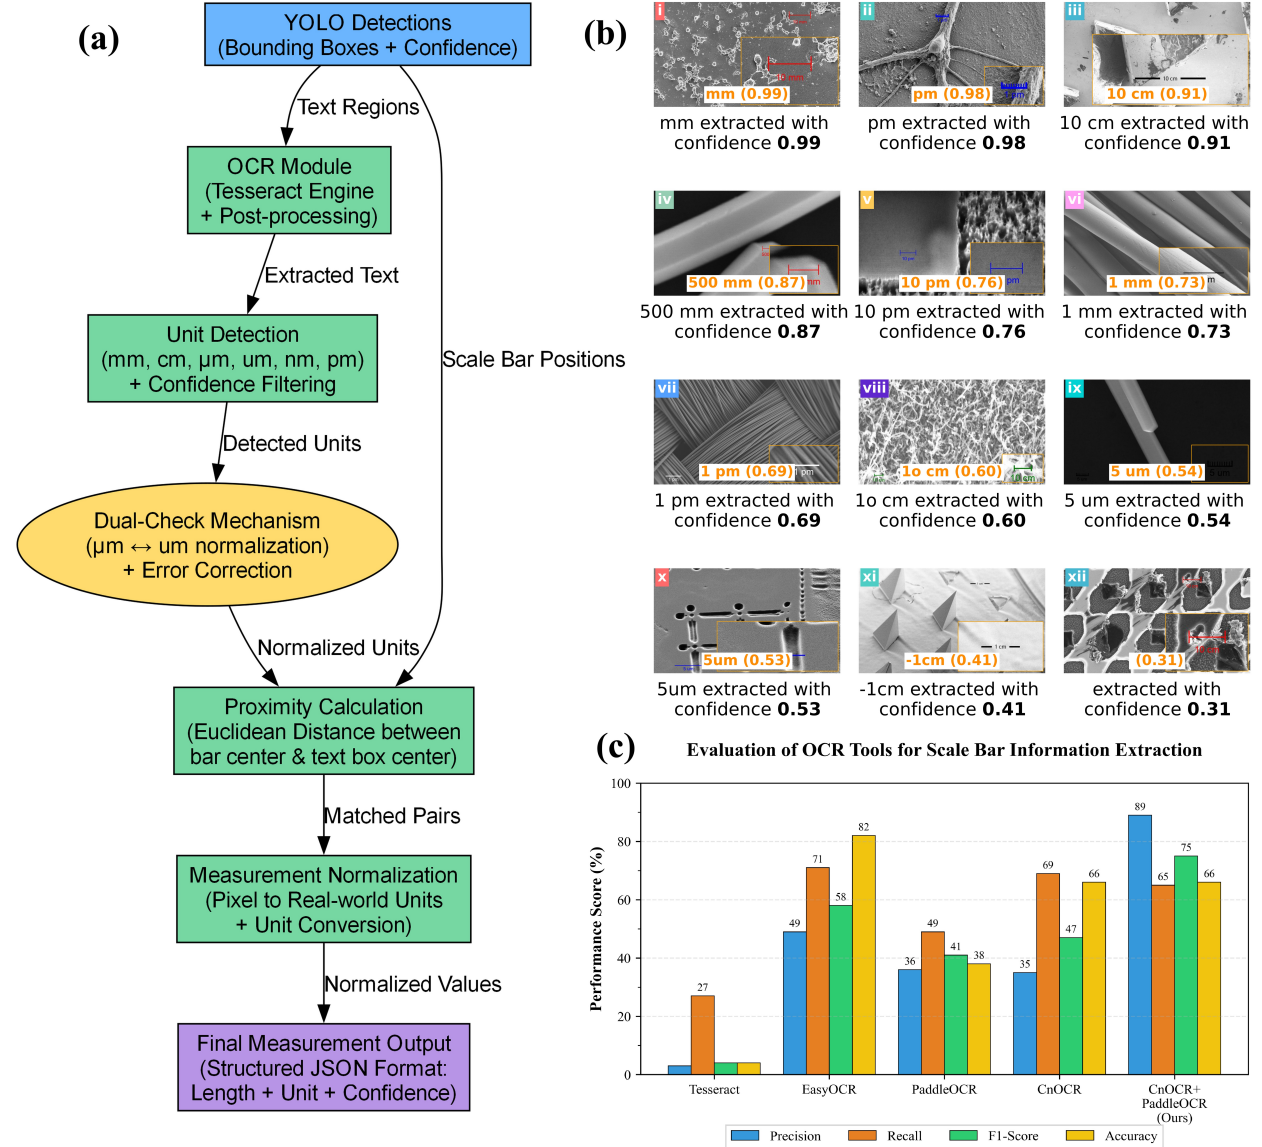 (a)
YOLO Detections
(Bounding Boxes + Confidence)
Text Regions
OCR Module
(Tesseract Engine
+ Post-processing)
Extracted Text
Unit Detection
(mm, cm, µm, um, nm, pm)
+ Confidence Filtering
Scale Bar Positions
Detected Units
Dual-Check Mechanism
(µm ↔ um normalization)
+ Error Correction
Normalized Units
Proximity Calculation
(Euclidean Distance between
bar center & text box center)
Matched Pairs
Measurement Normalization
(Pixel to Real-world Units
+ Unit Conversion)
Normalized Values
Final Measurement Output
(Structured JSON Format:
Length + Unit + Confidence)
(b)
i
mm (0.99)
mm extracted with
confidence 0.99
ii
pm (0.98)
pm extracted with
confidence 0.98
iii
10 cm
10 cm (0.91)
10 cm extracted with
confidence 0.91
iv
500 mm (0.87)
500 mm extracted with
confidence 0.87
v
10 pm (0.76)
10 pm extracted with
confidence 0.76
vi
1 mm (0.73)
1 mm extracted with
confidence 0.73
vii
1 pm (0.69)
1 pm extracted with
confidence 0.69
viii
1o cm (0.60)
1o cm extracted with
confidence 0.60
ix
5 um (0.54)
5 um extracted with
confidence 0.54
x
5um (0.53)
5um extracted with
confidence 0.53
xi
1 cm
-1cm (0.41)
-1cm extracted with
confidence 0.41
xii
(0.31)
extracted with
confidence 0.31
(c)
Evaluation of OCR Tools for Scale Bar Information Extraction
Performance Score (%)
100
80
60
40
20
0
27
49
71
58
82
36
49
41
38
35
69
47
66
89
65
75
66
Tesseract
EasyOCR
PaddleOCR
CnOCR
CnOCR+
PaddleOCR
(Ours)
Precision
Recall
F1-Score
Accuracy